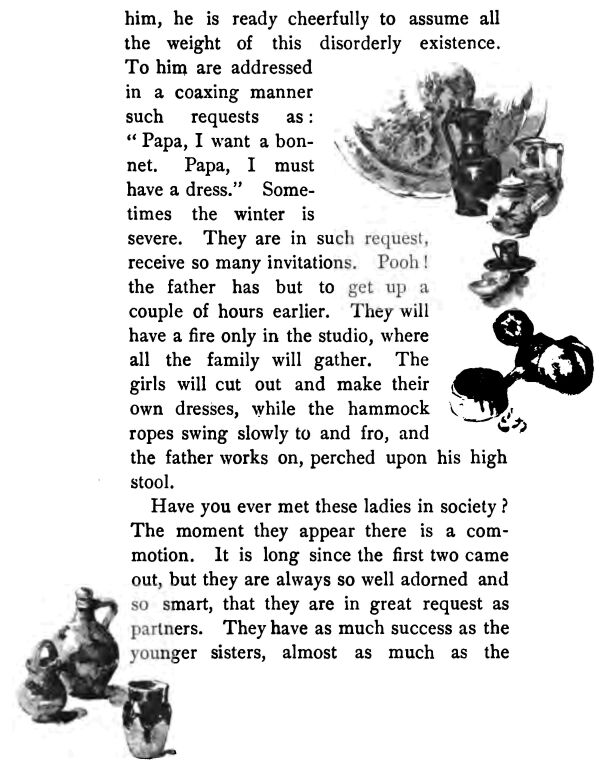 him, he is ready cheerfully to assume all
the weight of this disorderly existence.
To him are addressed
in a coaxing manner
such requests as:
“ Papa, I want a bon-
net. Papa, I must
have a dress.” Some-
times the winter is
severe. They are in such request,
receive so many invitations. Pooh!
the father has but to get up a
couple of hours earlier. They will
have a fire only in the studio, where
all the family will gather. The
girls will cut out and make their
own dresses, while the hammock
ropes swing slowly to and fro, and
the father works on, perched upon his high
stool.
Have you ever met these ladies in society?
The moment they appear there is a com-
motion. It is long since the first two came
out, but they are always so well adorned and
so smart, that they are in great request as
partners. They have as much success as the
younger sisters, almost as much as the